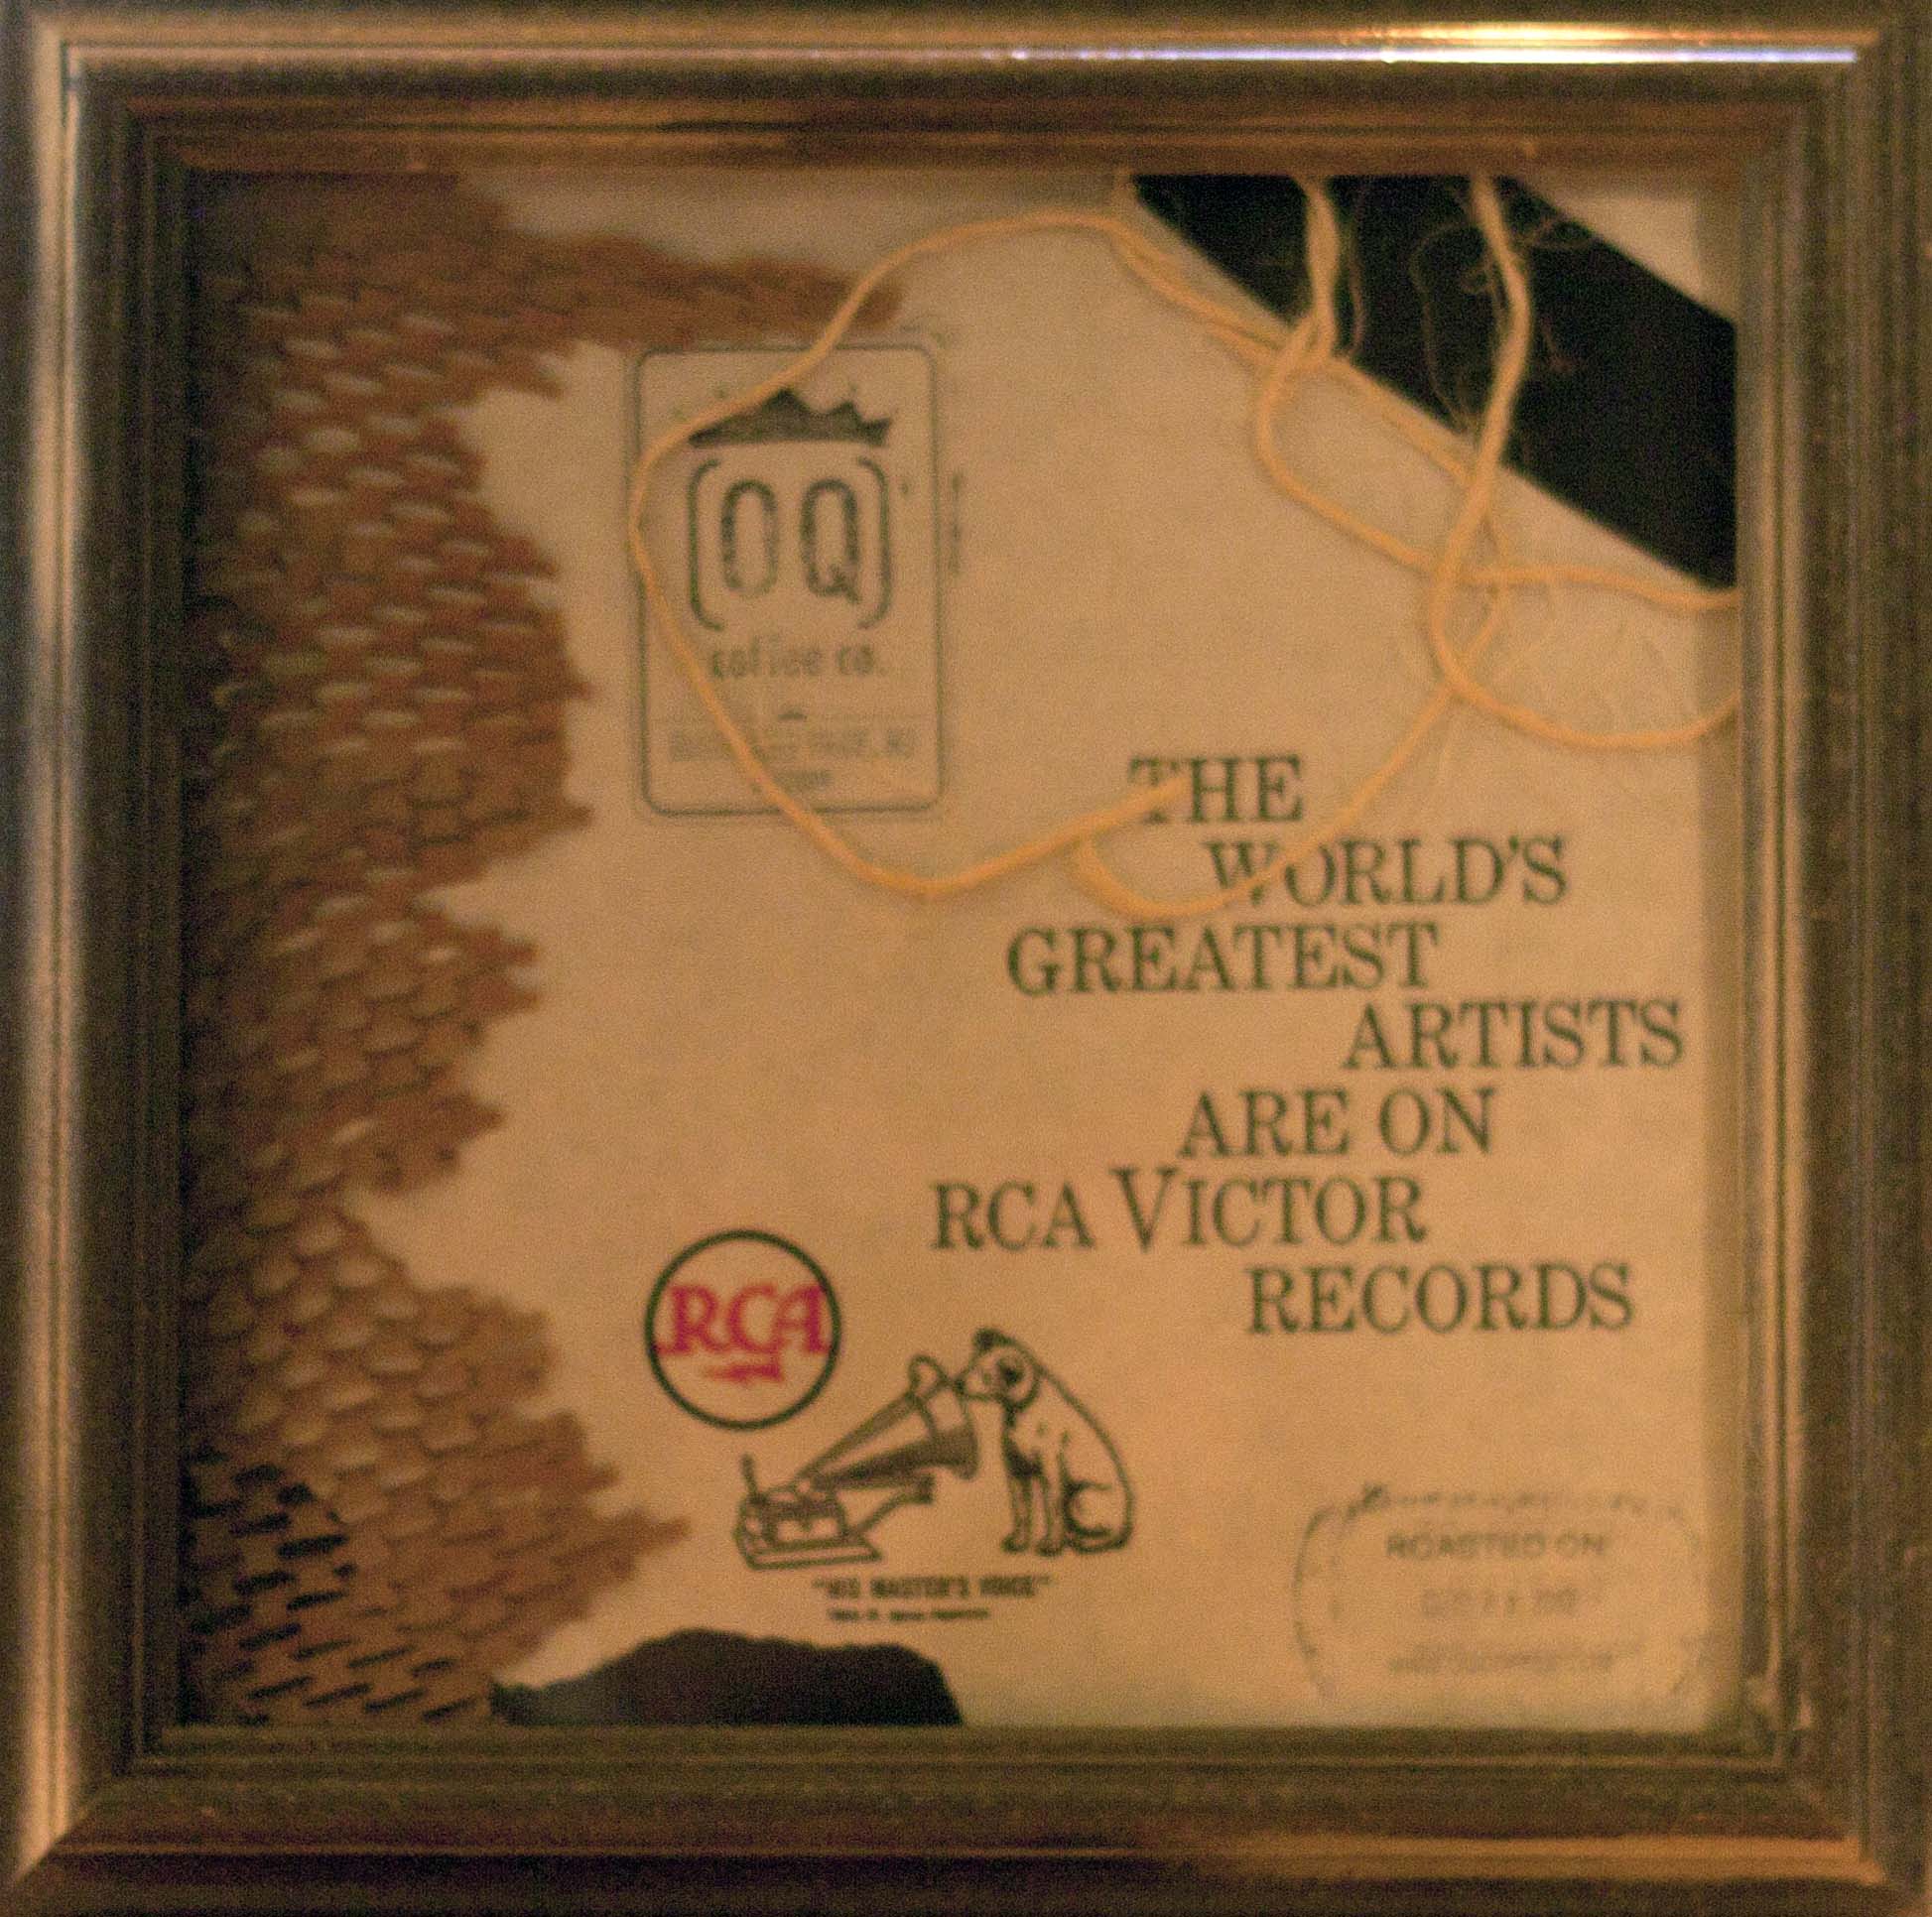 OQ
coffee co.
THE
WORLD'S
GREATEST
ARTISTS
ARE ON
RCA VICTOR
RECORDS
RCA
"HIS MASTER'S VOICE"
ROASTED ON